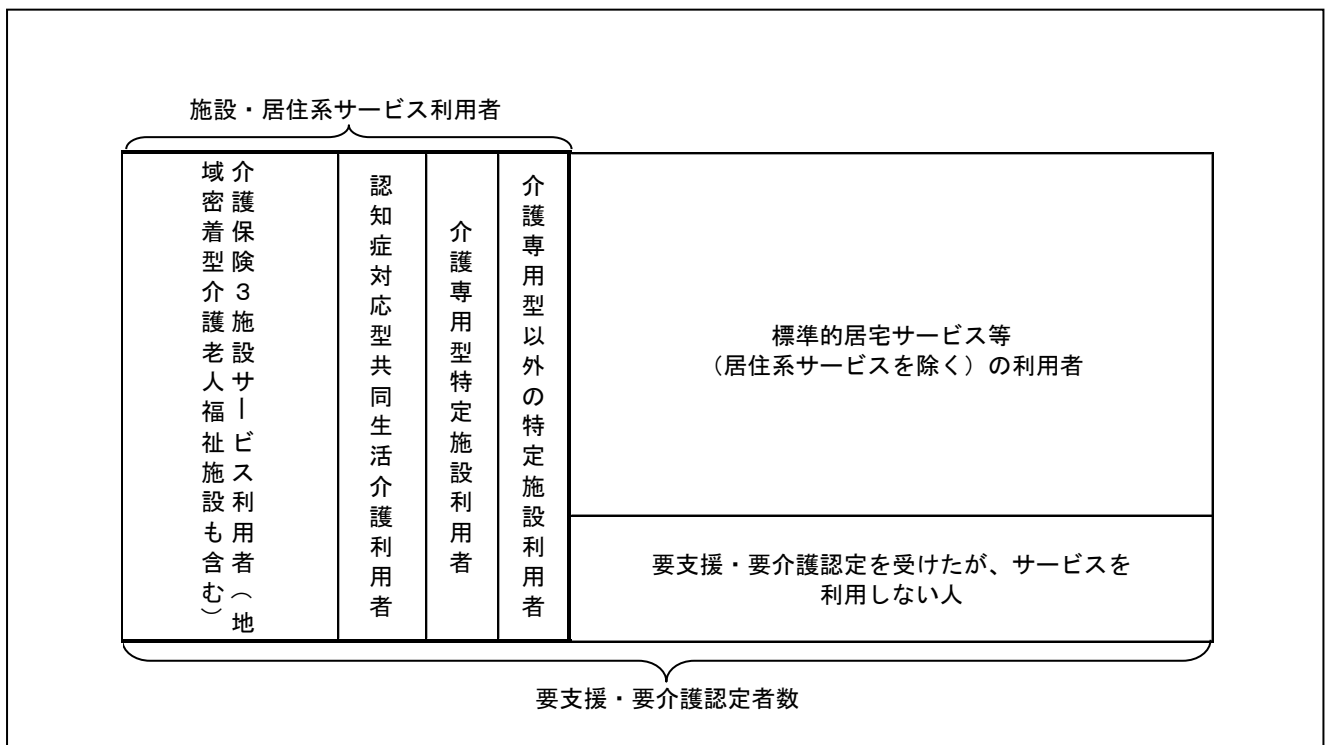 施設・居住系サービス利用者
介護保険３施設サービス利用者（地
域密着型介護老人福祉施設も含む）
認知症対応型共同生活介護利用者
介護専用型特定施設利用者
介護専用型以外の特定施設利用者
標準的居宅サービス等
（居住系サービスを除く）の利用者
要支援・要介護認定を受けたが、サービスを
利用しない人
要支援・要介護認定者数